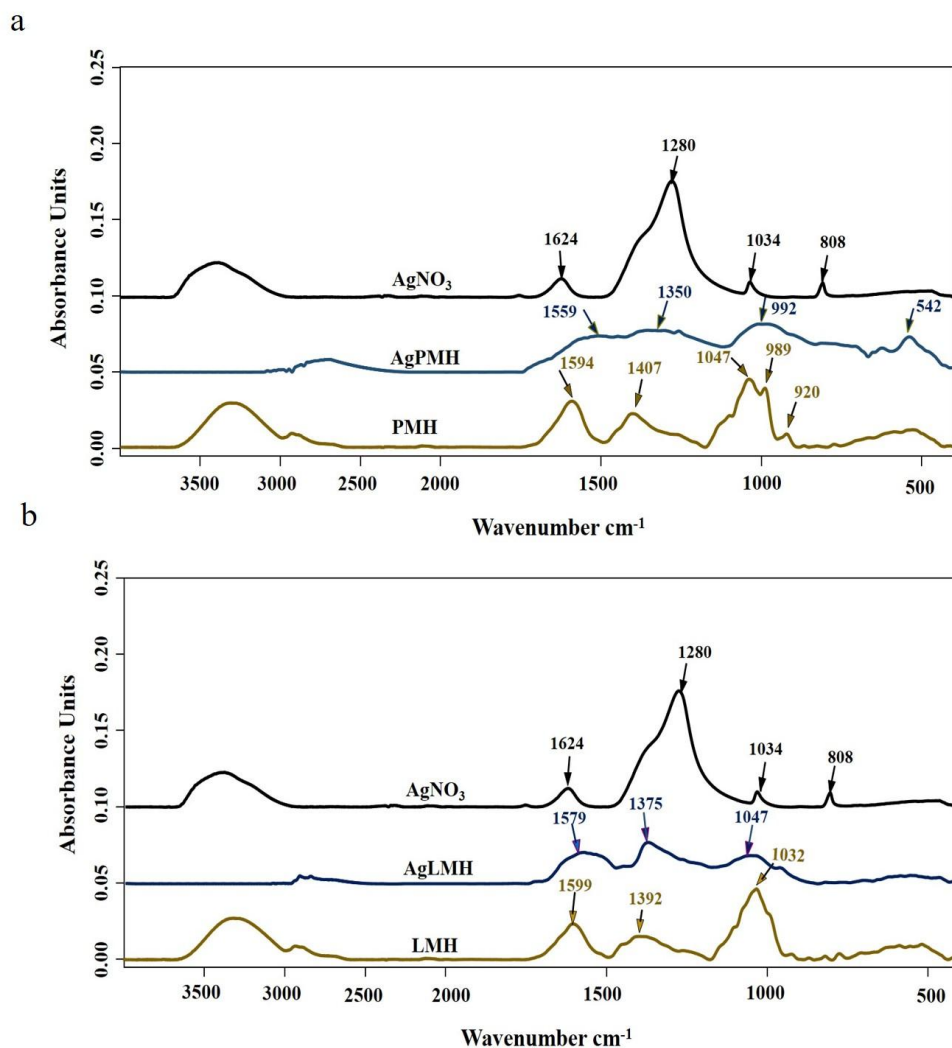 a
0.25
0.20
0.15
0.10
0.05
0.00
Absorbance Units
1280
1624
1034
808
AgNO3
1559
1350
992
542
AgPMH
1594
1407
1047
989
920
PMH
3500 3000 2500 2000 1500 1000 500
Wavenumber cm-1
b
0.25
0.20
0.15
0.10
0.05
0.00
Absorbance Units
1280
1624
1034
808
AgNO3
1579
1375
1047
AgLMH
1032
1599
1392
LMH
3500 3000 2500 2000 1500 1000 500
Wavenumber cm-1